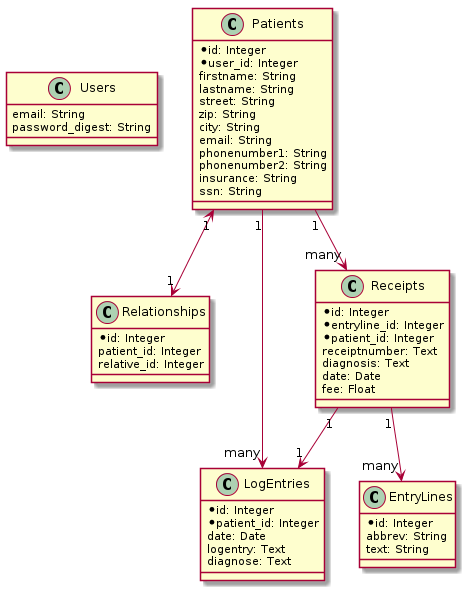 C Patients
*id: Integer
*user_id: Integer
firstname: String
lastname: String
street: String
zip: String
city: String
email: String
phonenumber1: String
phonenumber2: String
insurance: String
ssn: String
C Users
email: String
password_digest: String
1
1
1
1
many
C Relationships
*id: Integer
patient_id: Integer
relative_id: Integer
C Receipts
*id: Integer
*entryline_id: Integer
*patient_id: Integer
receiptnumber: Text
diagnosis: Text
date: Date
fee: Float
1
1
many
1
many
C LogEntries
*id: Integer
*patient_id: Integer
date: Date
logentry: Text
diagnose: Text
C EntryLines
*id: Integer
abbrev: String
text: String